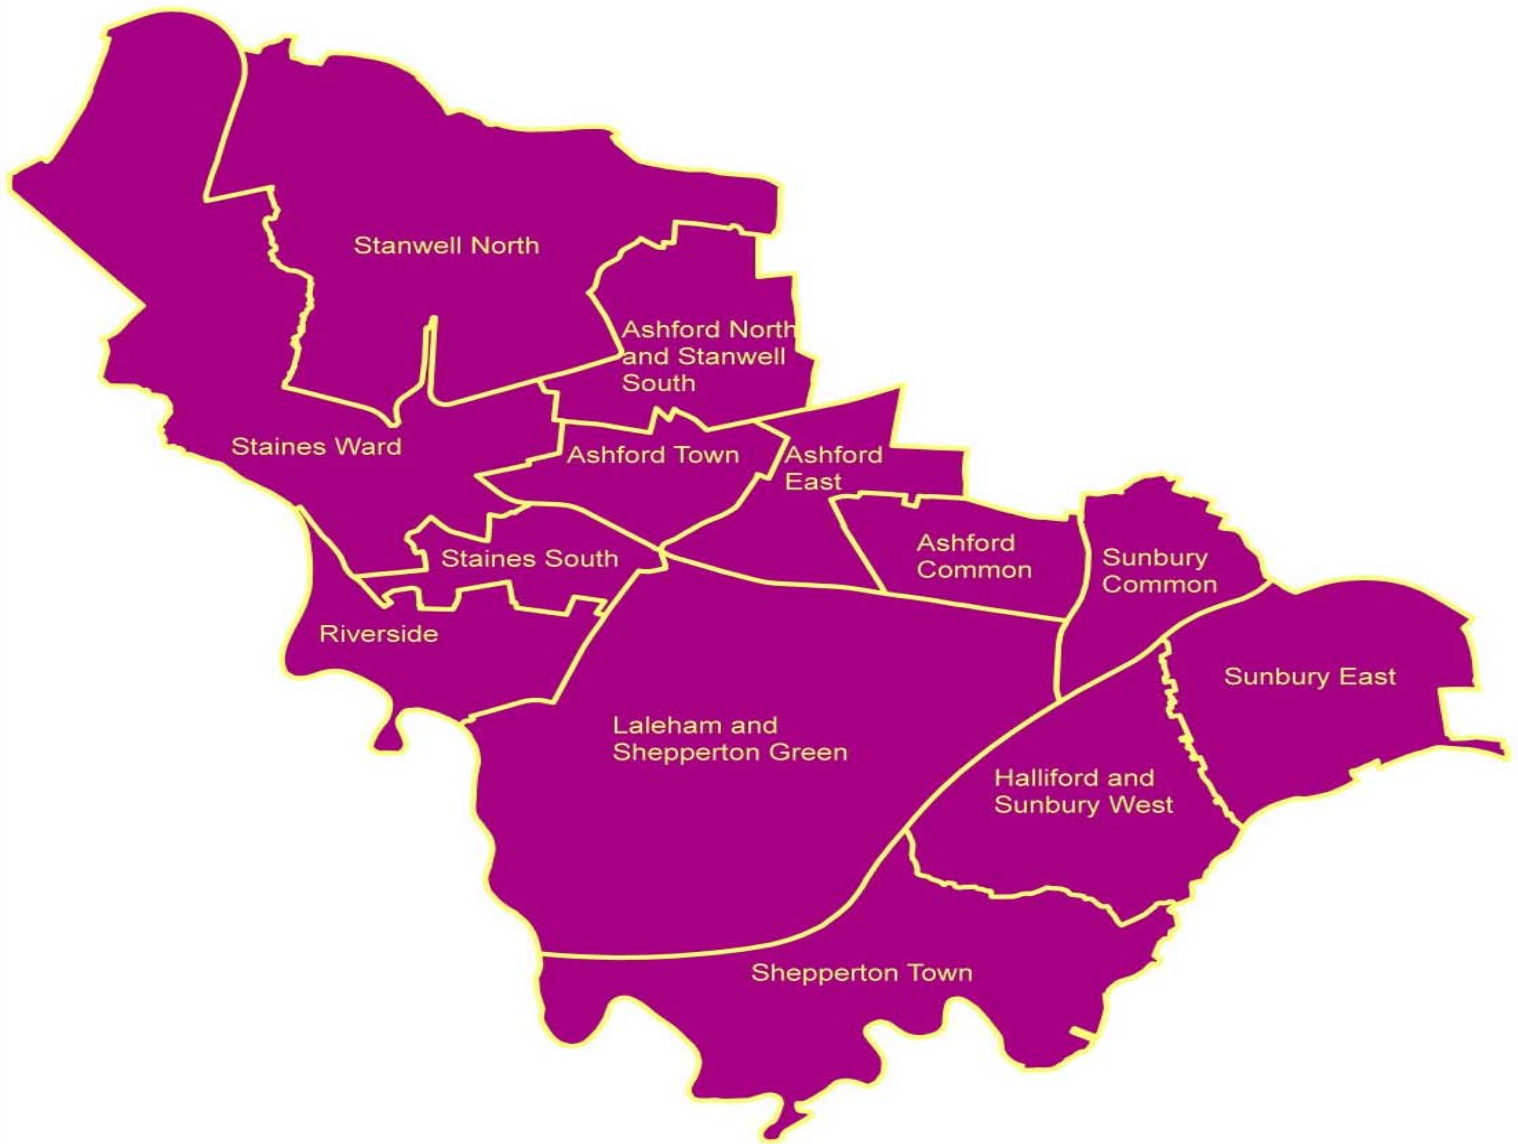 Stanwell North
Ashford North
and Stanwell
South
Staines Ward
Ashford Town
Ashford
East
Staines South
Ashford
Common
Sunbury
Common
Riverside
Sunbury East
Laleham and
Shepperton Green
Halliford and
Sunbury West
Shepperton Town